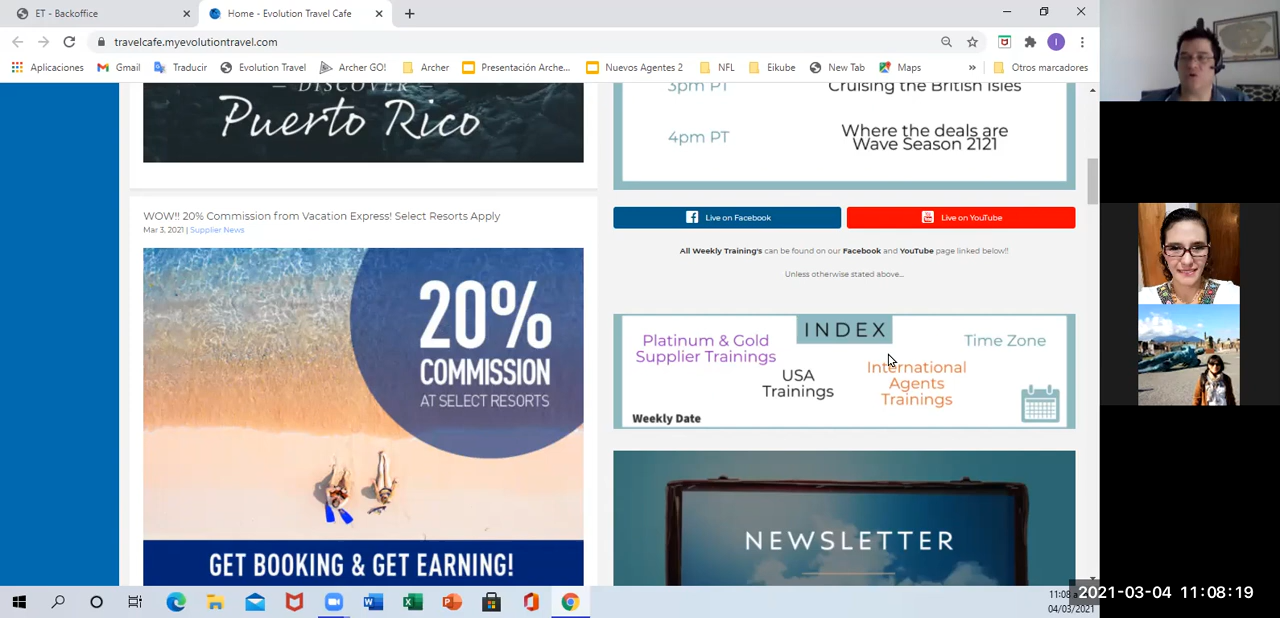 ET - Backoffice
Home - Evolution Travel Cafe
travelcafe.myevolutiontravel.com
Aplicaciones
Gmail
Traducir
Evolution Travel
Archer GO!
Archer
Presentación Arche...
Nuevos Agentes 2
NFL
Eikube
New Tab
Maps
»
Otros marcadores
— DISCOVER —
Puerto Rico
WOW!! 20% Commission from Vacation Express! Select Resorts Apply
Mar 3, 2021 | Supplier News
20%
COMMISSION
AT SELECT RESORTS
GET BOOKING & GET EARNING!
3pm PT
Cruising the British Isles
4pm PT
Where the deals are
Wave Season 2121
Live on Facebook
Live on YouTube
All Weekly Training's can be found on our Facebook and YouTube page linked below!!
Unless otherwise stated above...
INDEX
Platinum & Gold
Supplier Trainings
USA
Trainings
International
Agents
Trainings
Time Zone
Weekly Date
NEWSLETTER
11:08
04/03/2021
2021-03-04 11:08:19